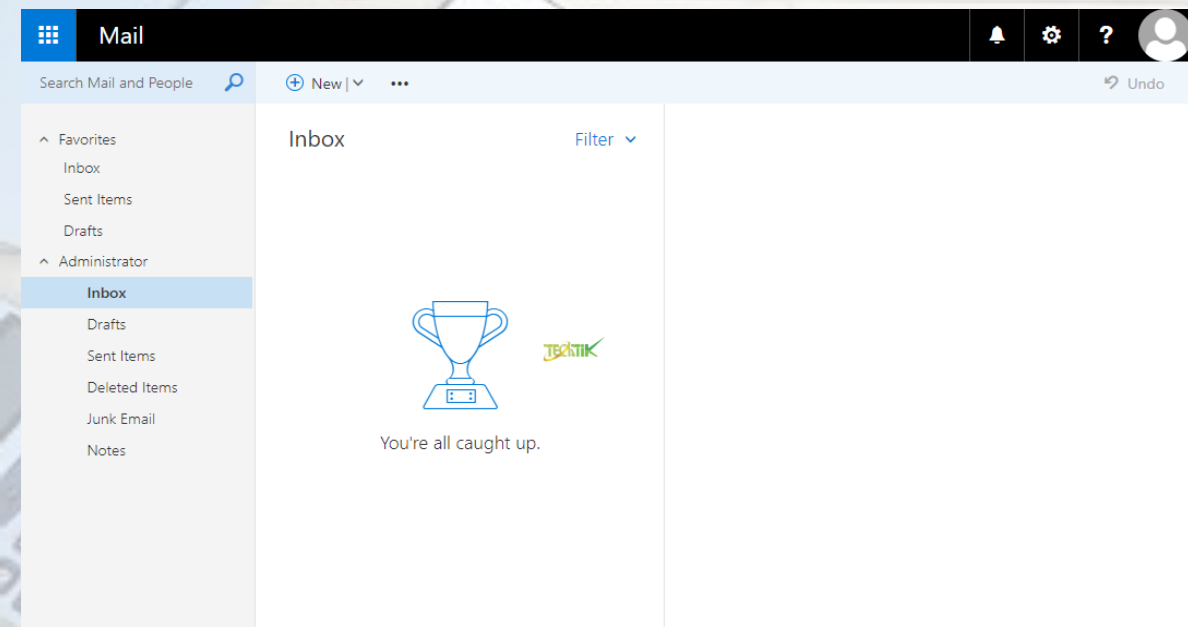 Mail
Search Mail and People
New
Undo
Favorites
Inbox
Sent Items
Drafts
Administrator
Inbox
Drafts
Sent Items
Deleted Items
Junk Email
Notes
Inbox
Filter
TECHTIK
You're all caught up.